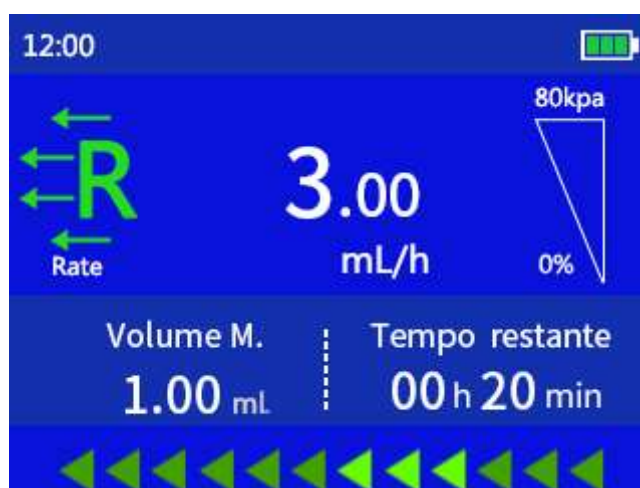 12:00
80kpa
R
3.00
Rate
mL/h
0%
Volume M.
Tempo restante
1.00 mL
00 h 20 min